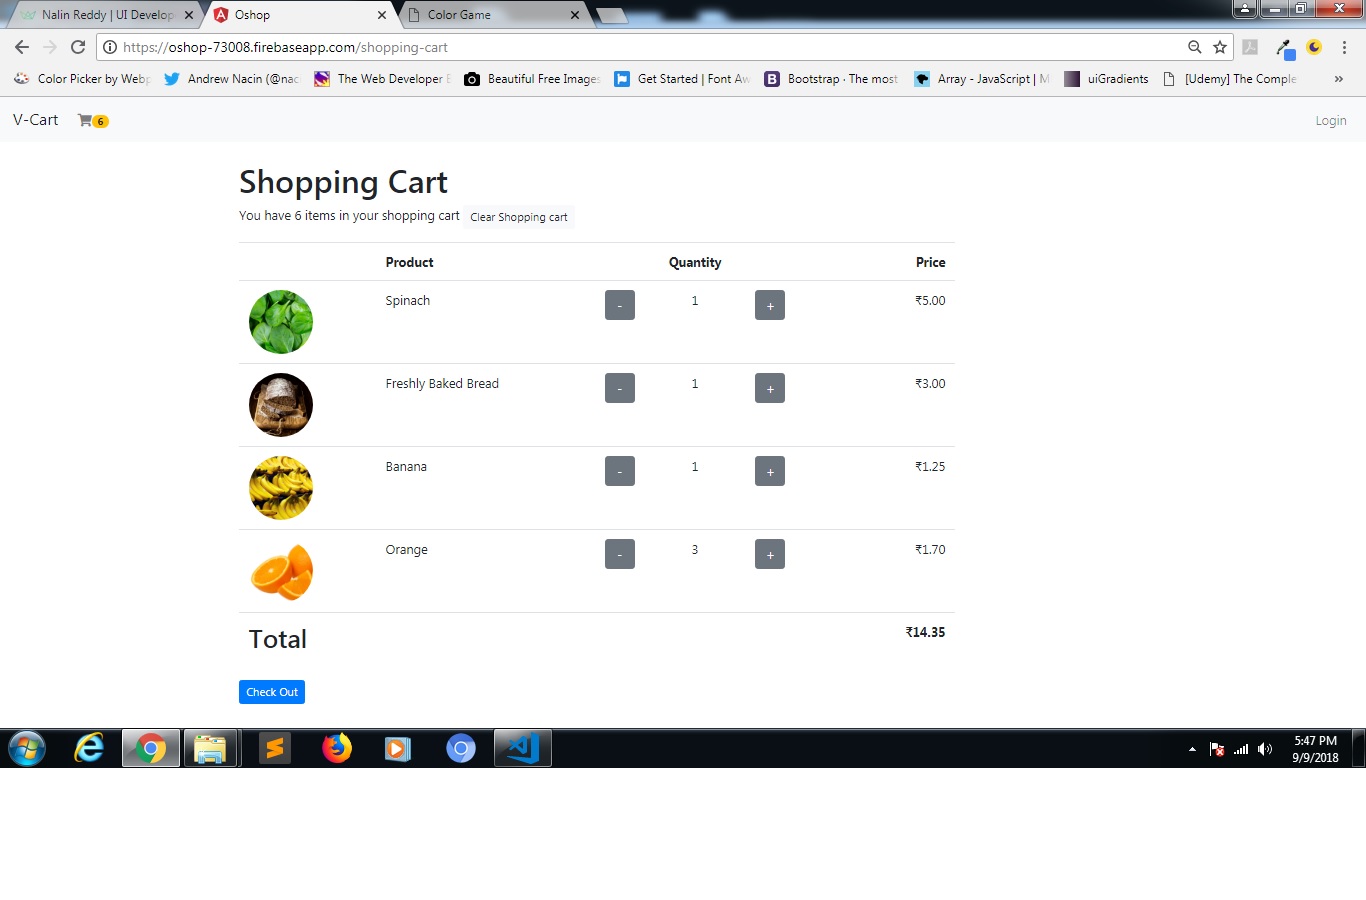 Nalin Reddy | UI Develop
Oshop
Color Game
https://oshop-73008.firebaseapp.com/shopping-cart
Color Picker by Webp
Andrew Nacin (@nac
The Web Developer B
Beautiful Free Images
Get Started | Font Aw
Bootstrap · The most
Array - JavaScript | M
uiGradients
[Udemy] The Comple
»
V-Cart
6
Login
Shopping Cart
You have 6 items in your shopping cart Clear Shopping cart
Product Quantity Price
Spinach - 1 + ₹5.00
Freshly Baked Bread - 1 + ₹3.00
Banana - 1 + ₹1.25
Orange - 3 + ₹1.70
Total ₹14.35
Check Out
5:47 PM
9/9/2018